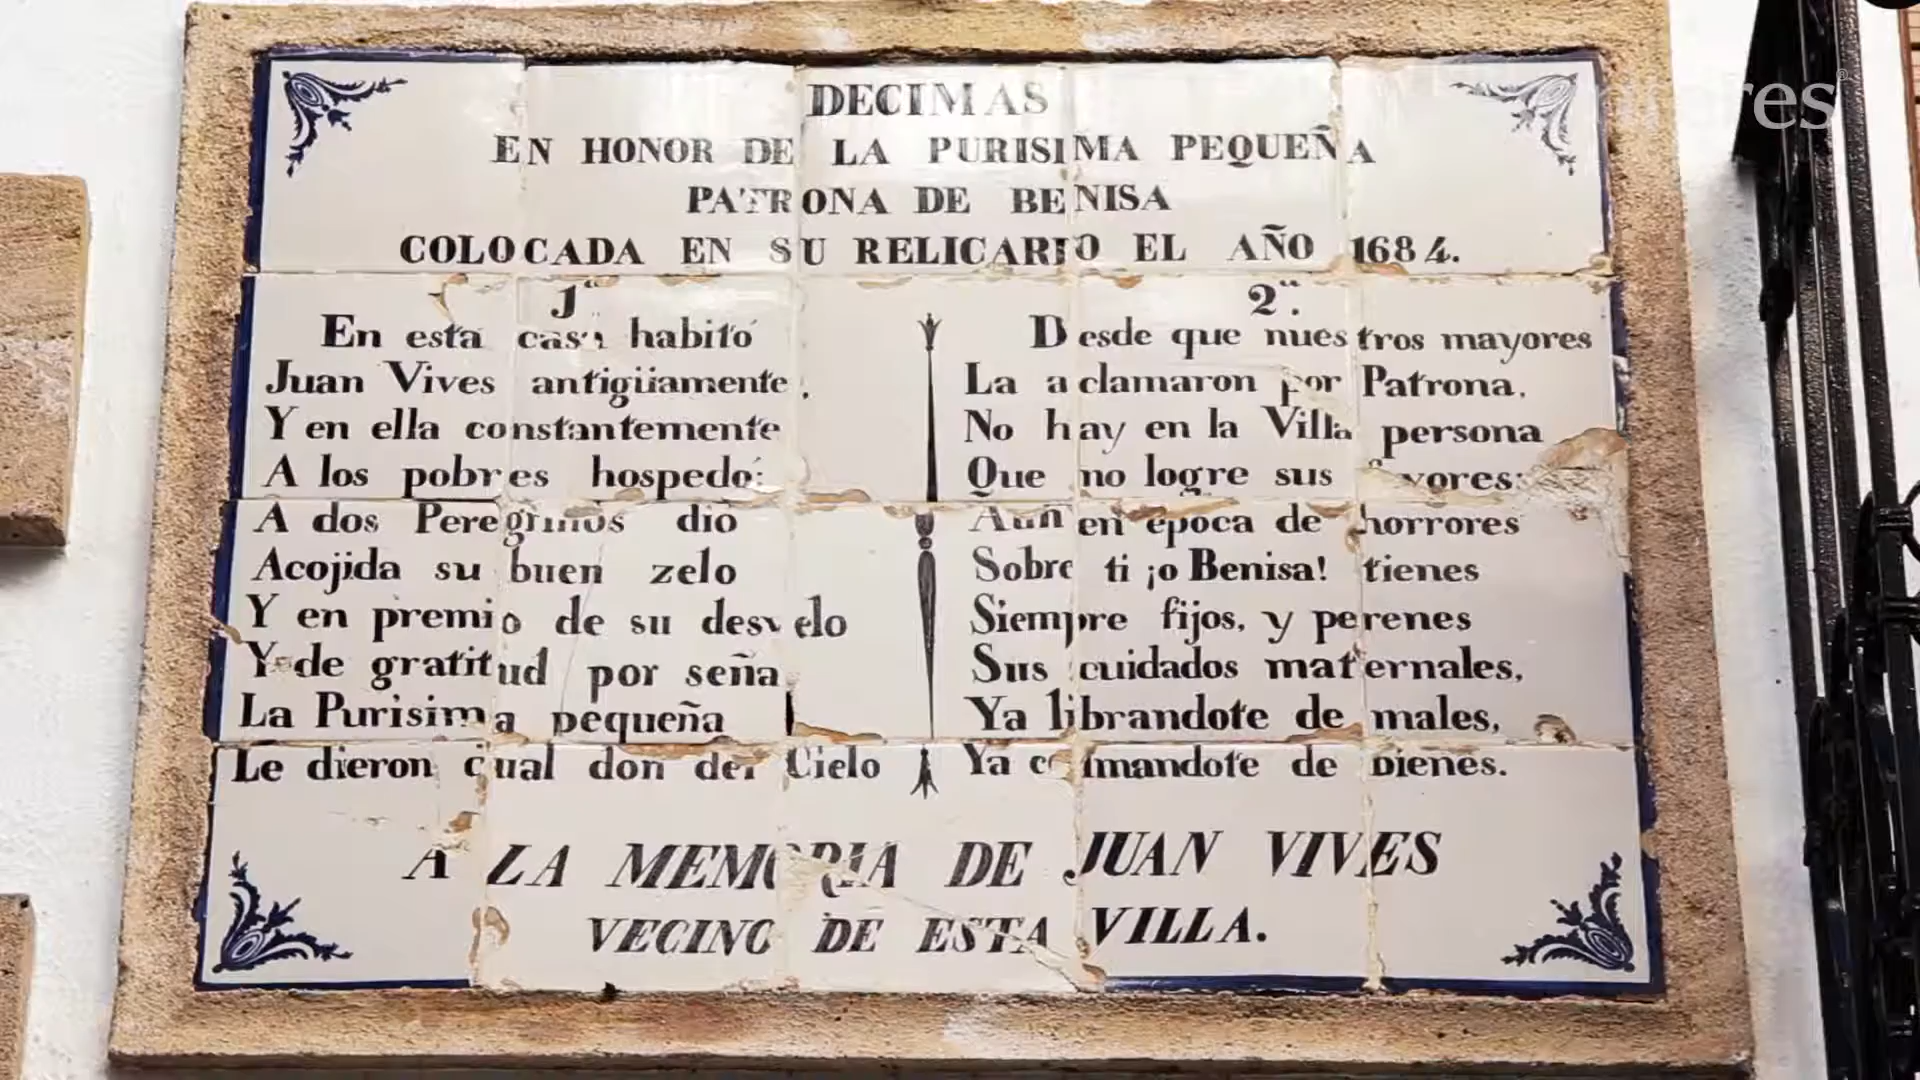 DECIMAS
EN HONOR DE LA PURISIMA PEQUEÑA
PATRONA DE BENISA
COLOCADA EN SU RELICARIO EL AÑO 1684.
1ª
En esta casa habitó
Juan Vives antigüamente,
Y en ella constantemente
A los pobres hospedó:
A dos Peregrinos dió
Acojida su buen zelo
Y en premio de su desvelo
Y de gratitud por seña
La Purisima pequeña
Le dieron cual don del Cielo
2ª.
Desde que nuestros mayores
La aclamaron por Patrona,
No hay en la Villa persona
Que no logre sus
Aun en época de horrores
Sobre ti ¡o Benisa! tienes
Siempre fijos, y perenes
Sus cuidados maternales,
Ya librandote de males,
Ya colmandote de bienes.
A LA MEMORIA DE JUAN VIVES
VECINO DE ESTA VILLA.